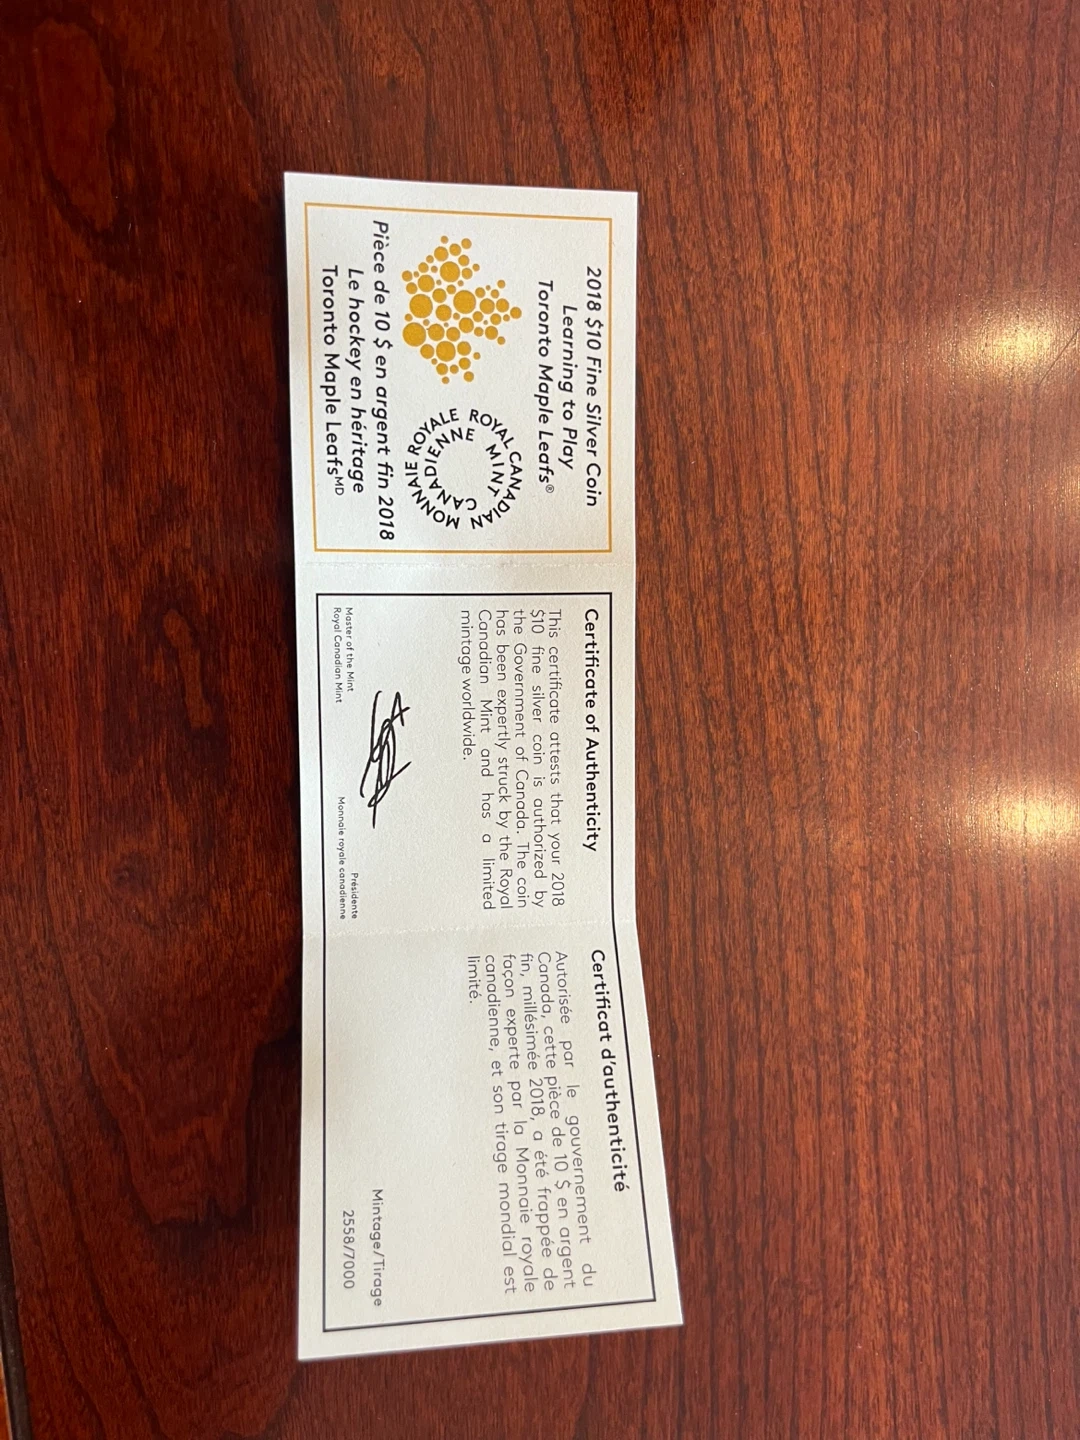 2018 $10 Fine Silver Coin
Learning to Play
Toronto Maple Leafs®
ROYAL CANADIAN MINT
MONNAIE ROYALE CANADIENNE
Pièce de 10 $ en argent fin 2018
Le hockey en héritage
Toronto Maple Leafsᴹᴰ
Certificate of Authenticity
This certificate attests that your 2018
$10 fine silver coin is authorized by
the Government of Canada. The coin
has been expertly struck by the Royal
Canadian Mint and has a limited
mintage worldwide.
Master of the Mint
Royal Canadian Mint
Présidente
Monnaie royale canadienne
Certificat d'authenticité
Autorisée par le gouvernement du
Canada, cette pièce de 10 $ en argent
fin, millésimée 2018, a été frappée de
façon experte par la Monnaie royale
canadienne, et son tirage mondial est
limité.
Mintage/Tirage
2558/7000